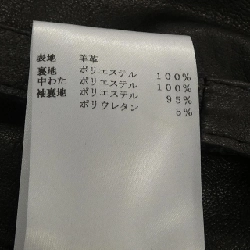 表地 羊革
裏地 ポリエステル 100%
中わた ポリエステル 100%
袖裏地 ポリエステル 95%
ポリウレタン 5%